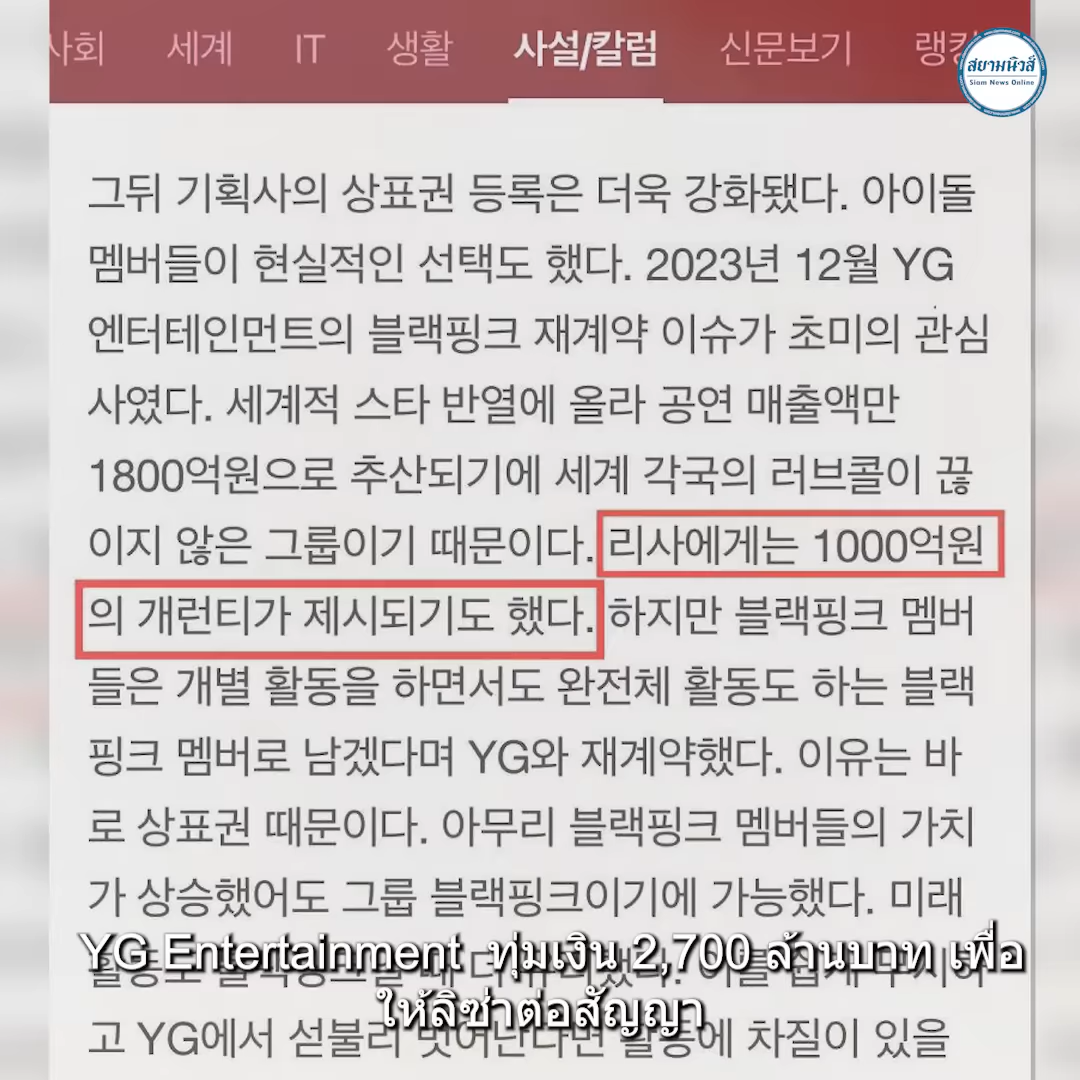 사회 세계 IT 생활 사설/칼럼 신문보기 랭킹
สยามนิวส์
Siam News Online
그뒤 기획사의 상표권 등록은 더욱 강화됐다. 아이돌
멤버들이 현실적인 선택도 했다. 2023년 12월 YG
엔터테인먼트의 블랙핑크 재계약 이슈가 초미의 관심
사였다. 세계적 스타 반열에 올라 공연 매출액만
1800억원으로 추산되기에 세계 각국의 러브콜이 끊
이지 않은 그룹이기 때문이다. 리사에게는 1000억원
의 개런티가 제시되기도 했다. 하지만 블랙핑크 멤버
들은 개별 활동을 하면서도 완전체 활동도 하는 블랙
핑크 멤버로 남겠다며 YG와 재계약했다. 이유는 바
로 상표권 때문이다. 아무리 블랙핑크 멤버들의 가치
가 상승했어도 그룹 블랙핑크이기에 가능했다. 미래
YG Entertainment ทุ่มเงิน 2,700 ล้านบาท เพื่อ
ให้ลิซ่าต่อสัญญา
고 YG에서 섣불리 벗어난다면 활동에 차질이 있을